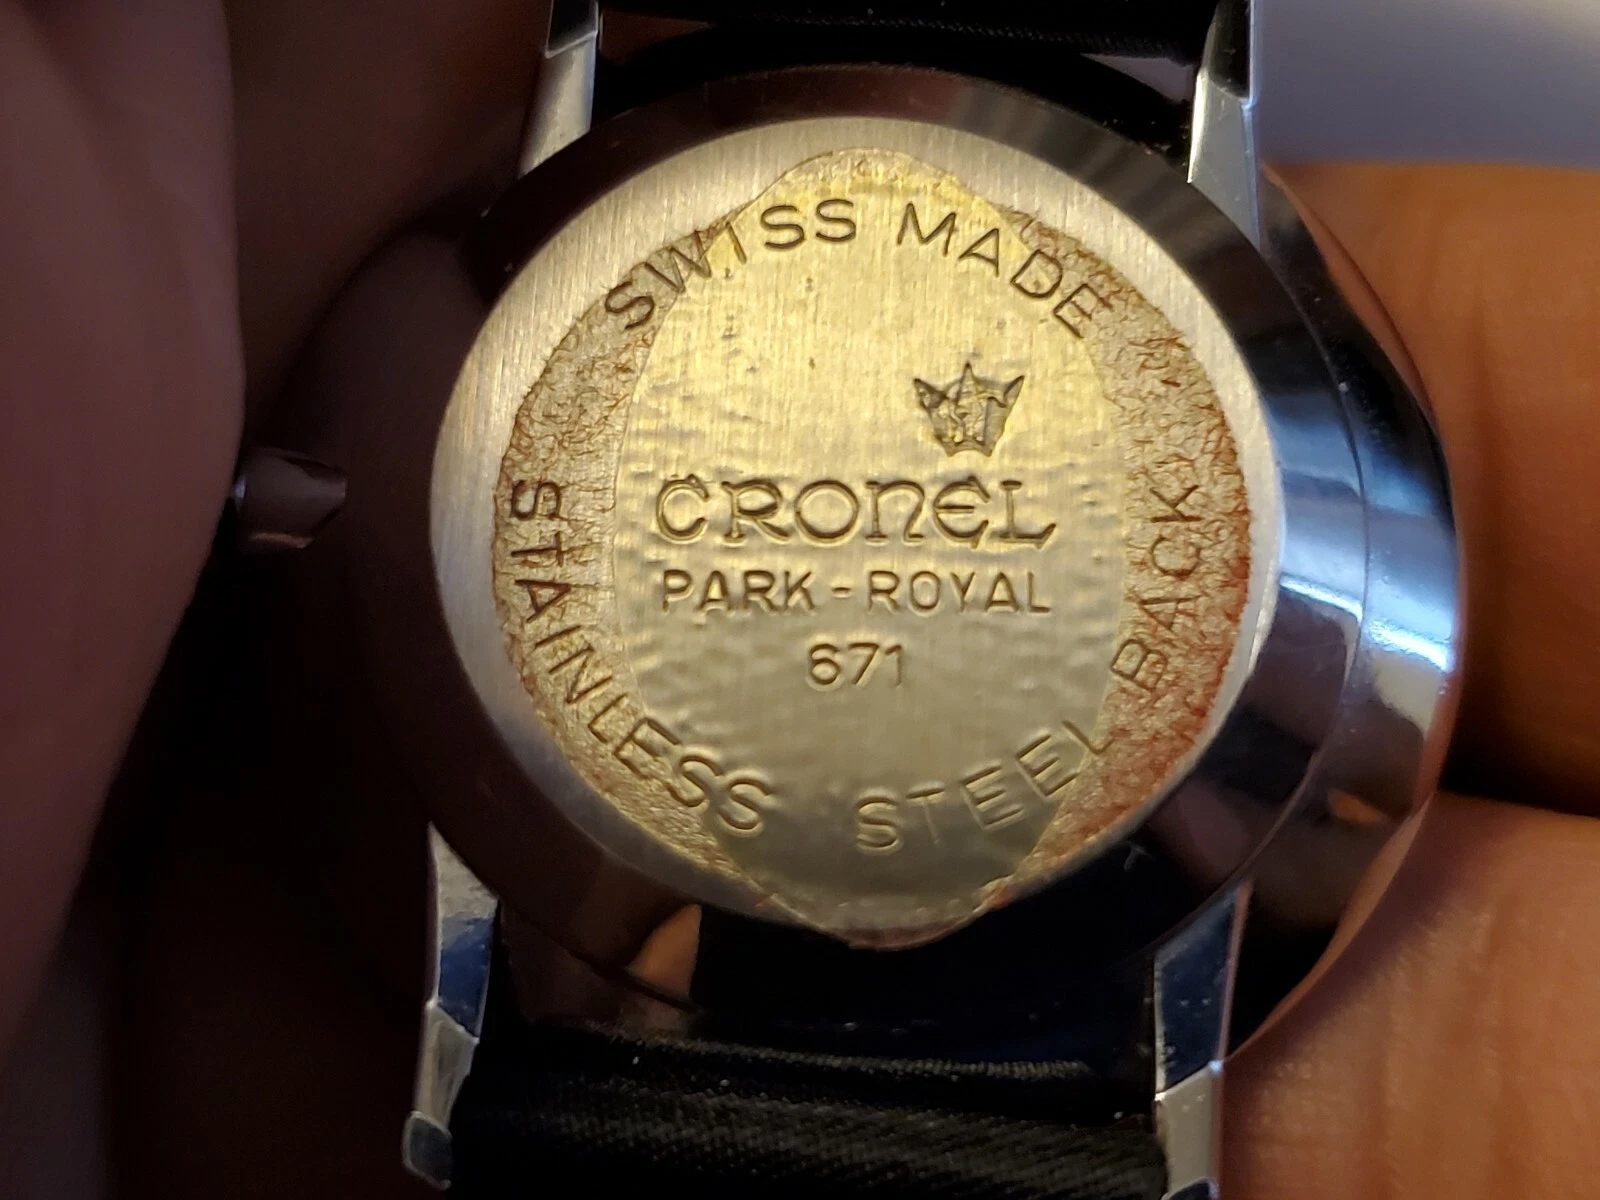 SWISS MADE
CRONEL
PARK-ROYAL
671
STAINLESS STEEL BACK